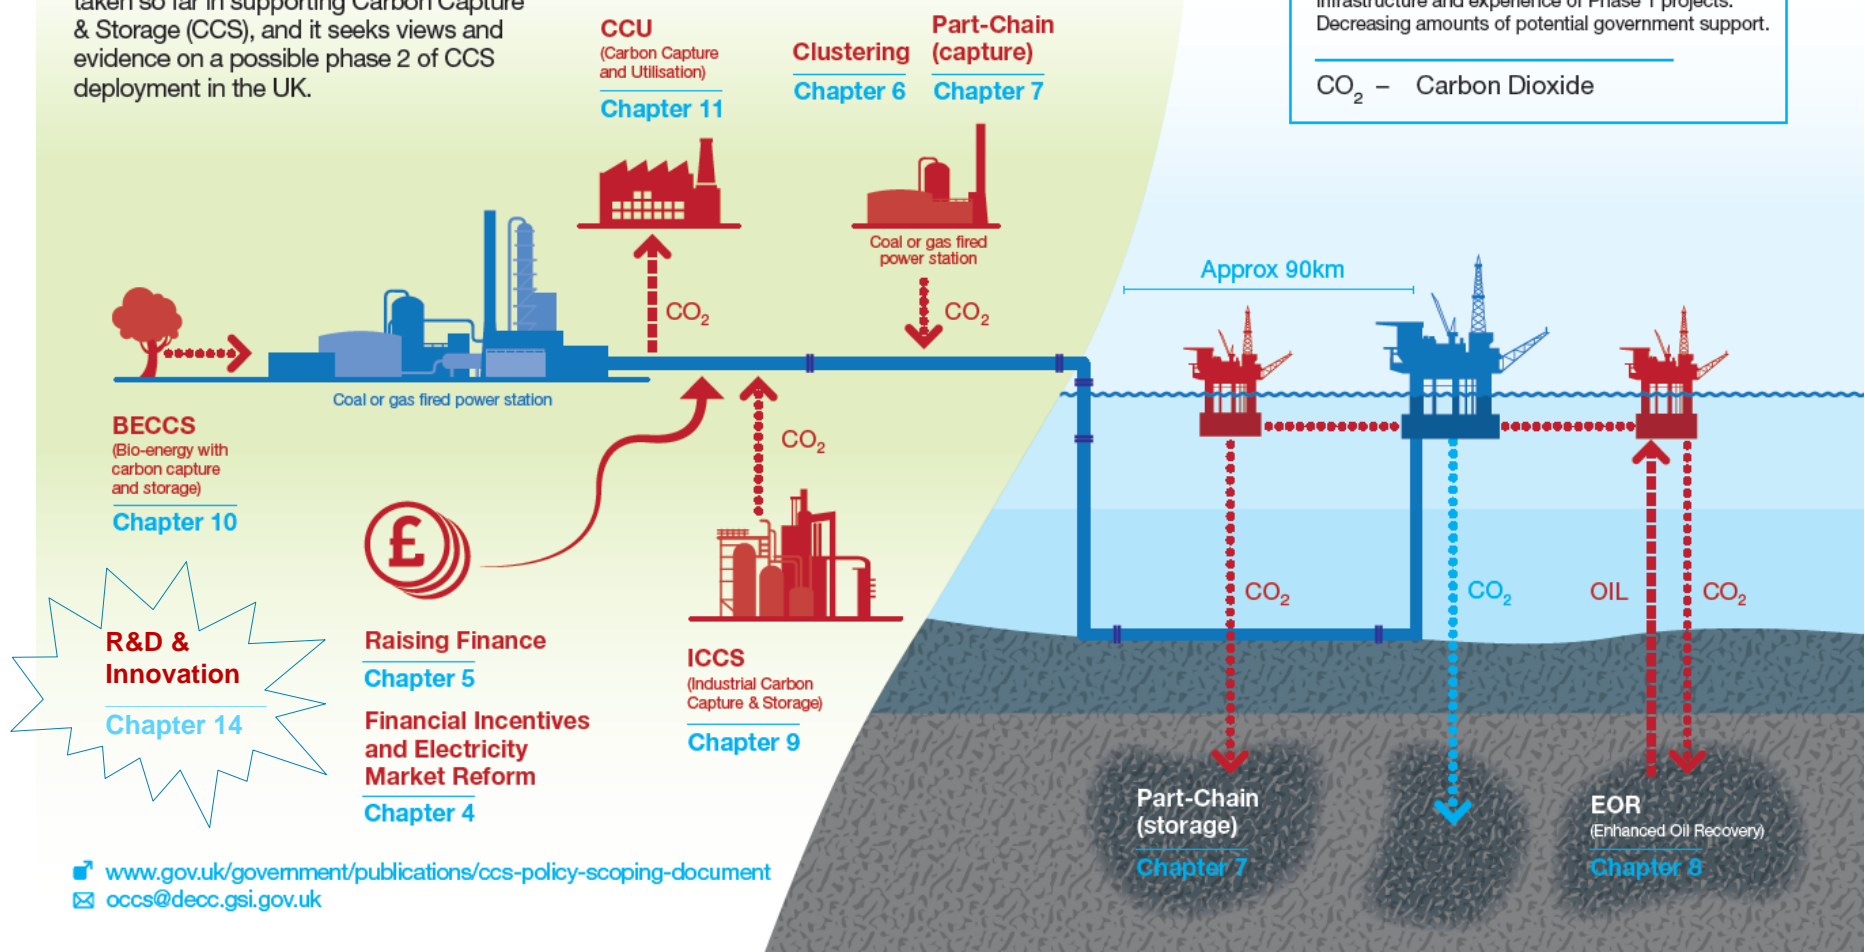 taken so far in supporting Carbon Capture
& Storage (CCS), and it seeks views and
evidence on a possible phase 2 of CCS
deployment in the UK.
CCU
(Carbon Capture
and Utilisation)
Chapter 11
Clustering
Chapter 6
Part-Chain
(capture)
Chapter 7
infrastructure and experience of Phase 1 projects.
Decreasing amounts of potential government support.
CO₂ – Carbon Dioxide
Coal or gas fired
power station
CO₂
CO₂
Approx 90km
Coal or gas fired power station
BECCS
(Bio-energy with
carbon capture
and storage)
Chapter 10
CO₂
£
R&D &
Innovation
Chapter 14
Raising Finance
Chapter 5
Financial Incentives
and Electricity
Market Reform
Chapter 4
ICCS
(Industrial Carbon
Capture & Storage)
Chapter 9
CO₂
CO₂
OIL
CO₂
Part-Chain
(storage)
Chapter 7
EOR
(Enhanced Oil Recovery)
Chapter 8
www.gov.uk/government/publications/ccs-policy-scoping-document
occs@decc.gsi.gov.uk